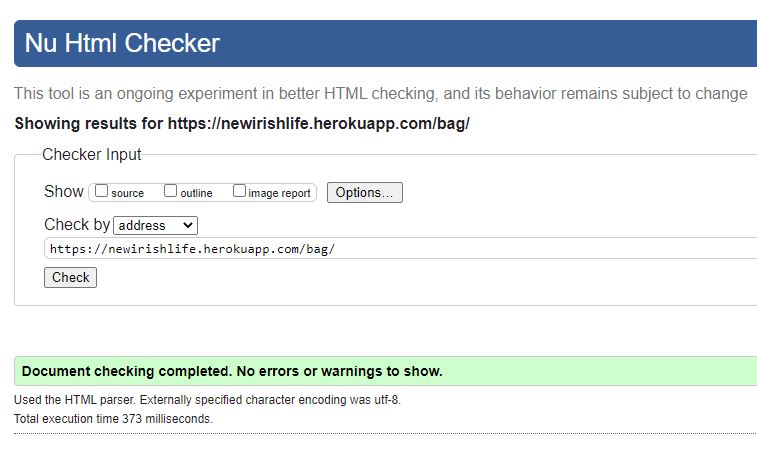 Nu Html Checker
This tool is an ongoing experiment in better HTML checking, and its behavior remains subject to change
Showing results for https://newirishlife.herokuapp.com/bag/
Checker Input
Show source outline image report Options...
Check by address
https://newirishlife.herokuapp.com/bag/
Check
Document checking completed. No errors or warnings to show.
Used the HTML parser. Externally specified character encoding was utf-8.
Total execution time 373 milliseconds.